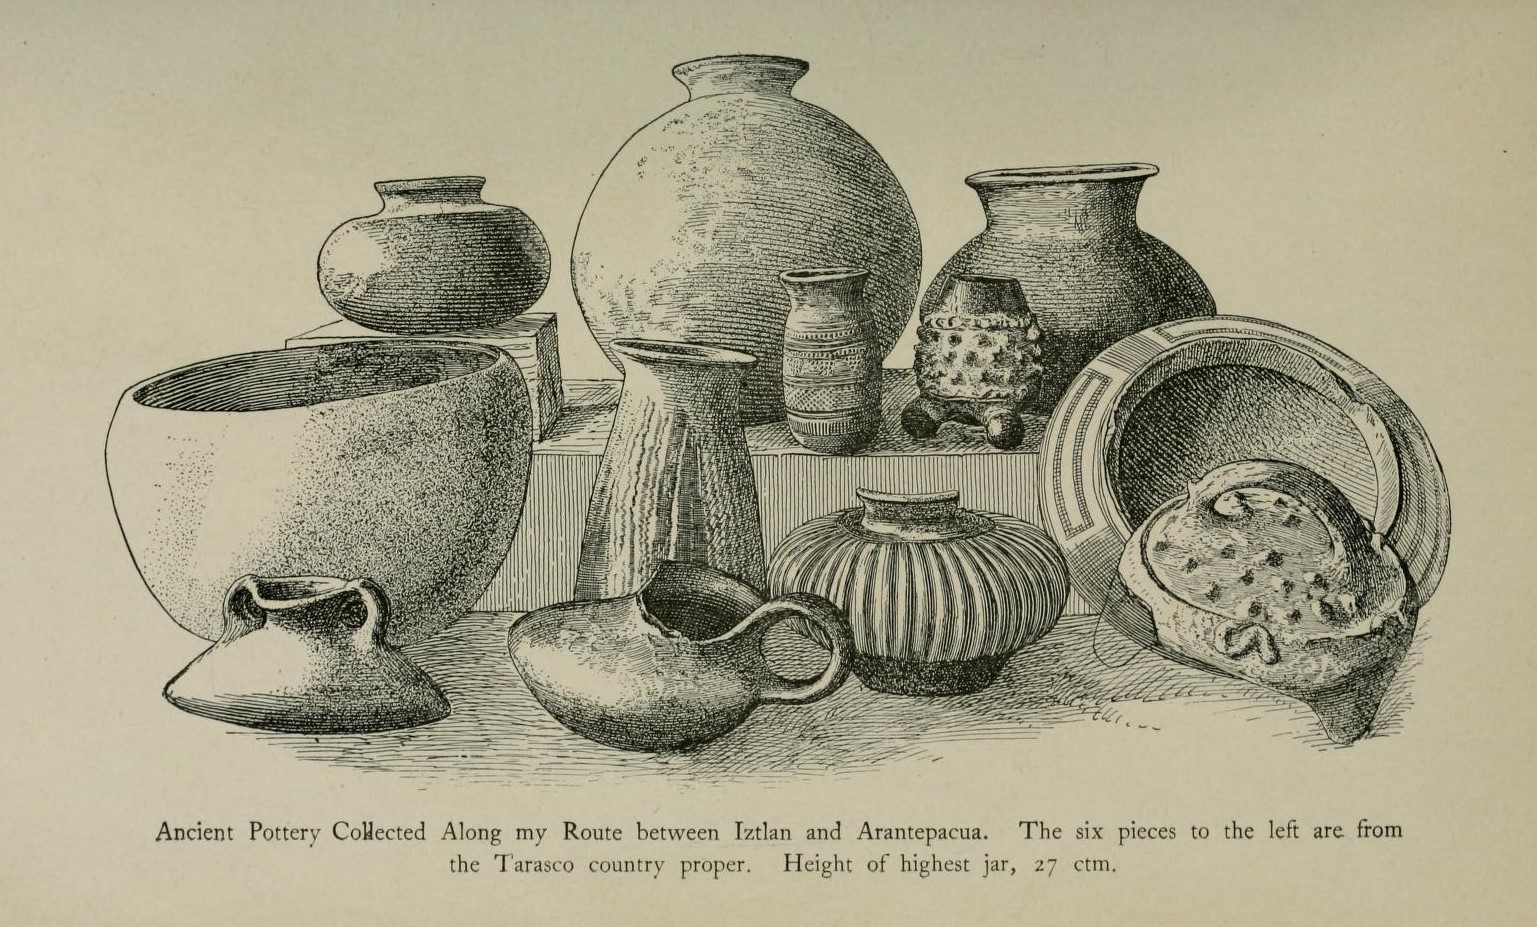 Ancient Pottery Collected Along my Route between Iztlan and Arantepacua. The six pieces to the left are from
the Tarasco country proper. Height of highest jar, 27 ctm.